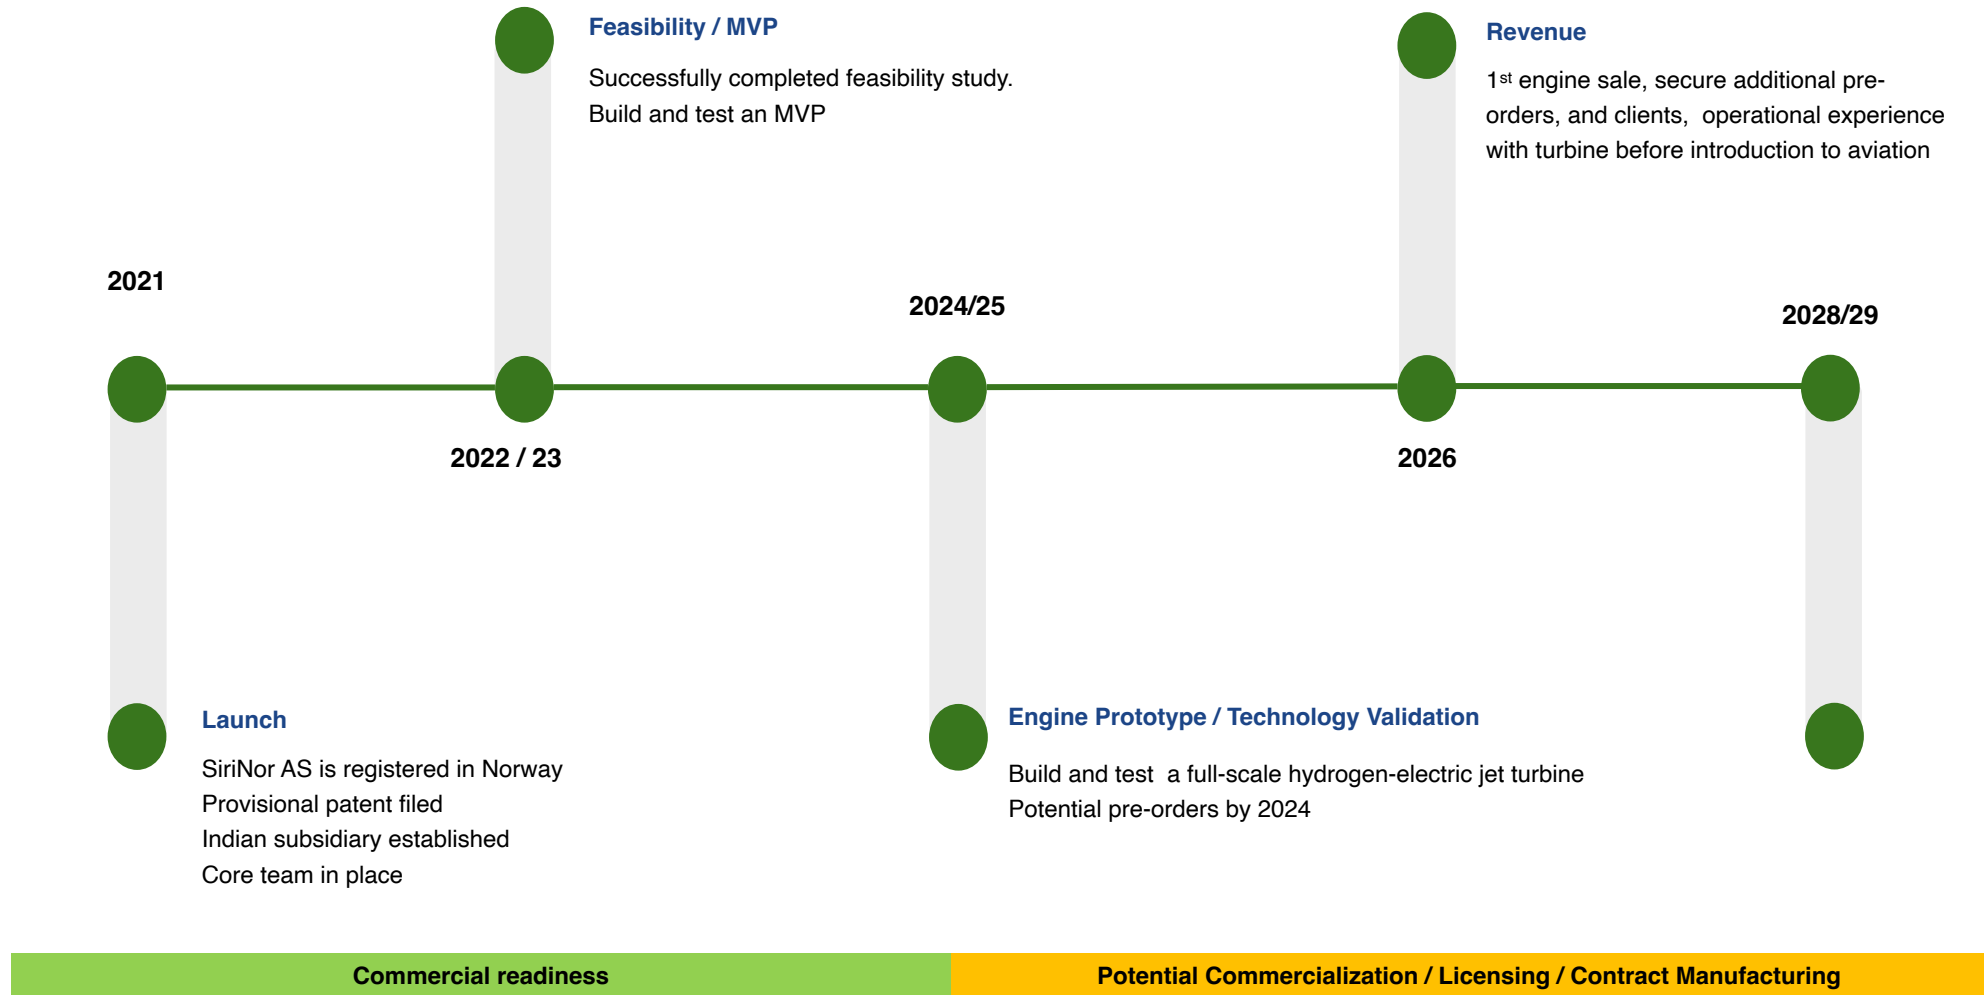 Feasibility / MVP
Successfully completed feasibility study.
Build and test an MVP
Revenue
1st engine sale, secure additional pre-
orders, and clients,  operational experience
with turbine before introduction to aviation
2021
2024/25
2028/29
2022 / 23
2026
Launch
SiriNor AS is registered in Norway
Provisional patent filed
Indian subsidiary established
Core team in place
Engine Prototype / Technology Validation
Build and test  a full-scale hydrogen-electric jet turbine
Potential pre-orders by 2024
Commercial readiness
Potential Commercialization / Licensing / Contract Manufacturing